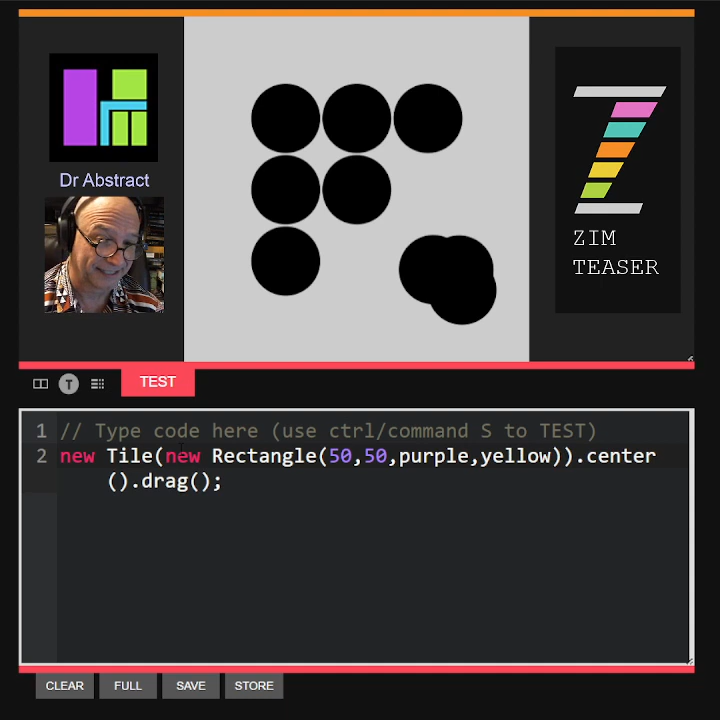 Dr Abstract
ZIM
TEASER
T
TEST
1 // Type code here (use ctrl/command S to TEST)
2 new Tile(new Rectangle(50,50,purple,yellow)).center
().drag();
CLEAR FULL SAVE STORE